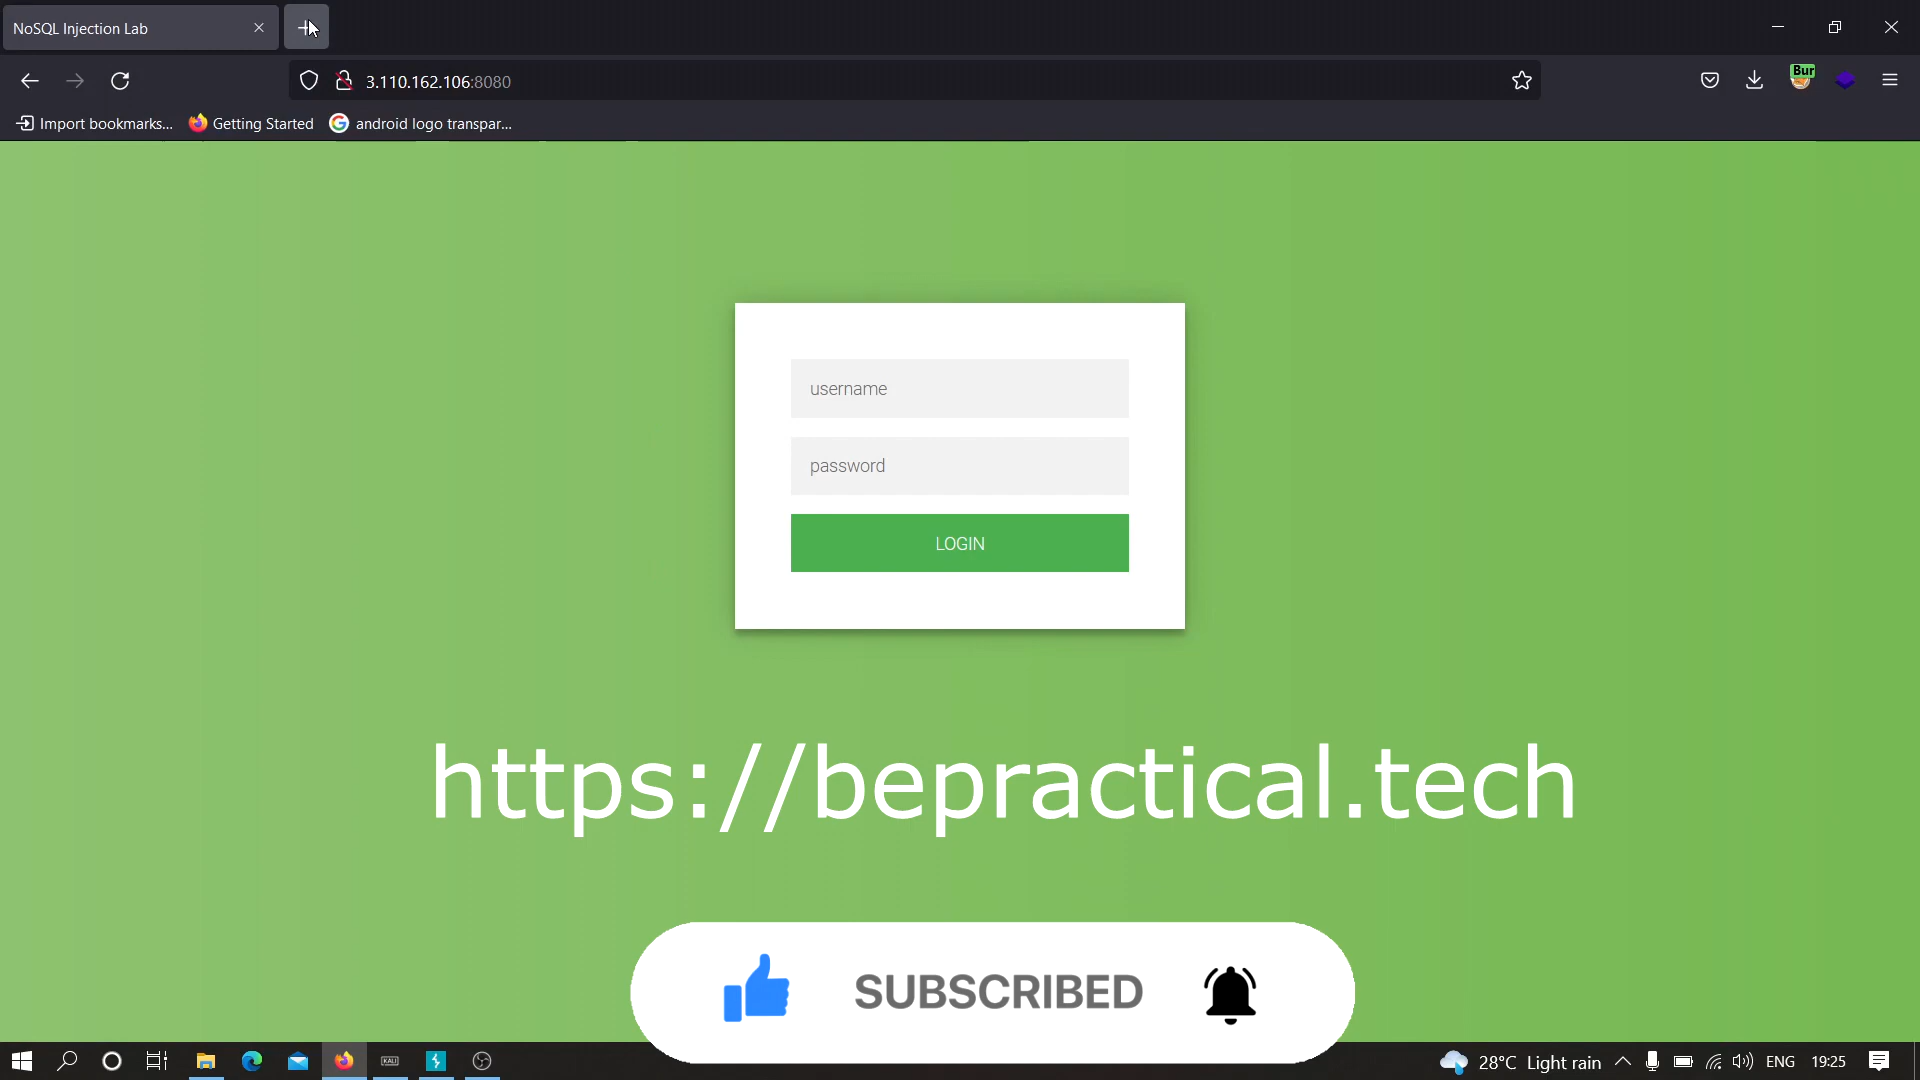 NoSQL Injection Lab
3.110.162.106:8080
Bur
Import bookmarks...
Getting Started
android logo transpar...
username
password
LOGIN
https://bepractical.tech
SUBSCRIBED
KALI
28°C Light rain
ENG
19:25